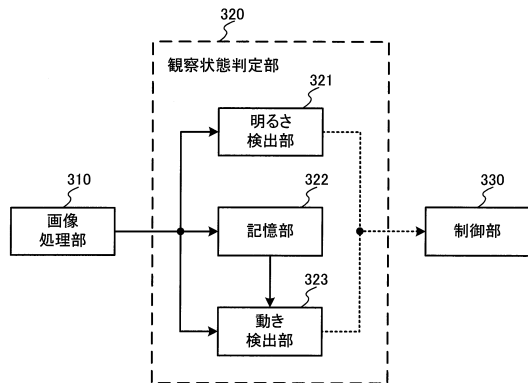 320
観察状態判定部
321
明るさ
検出部
310
画像
処理部
322
記憶部
330
制御部
323
動き
検出部